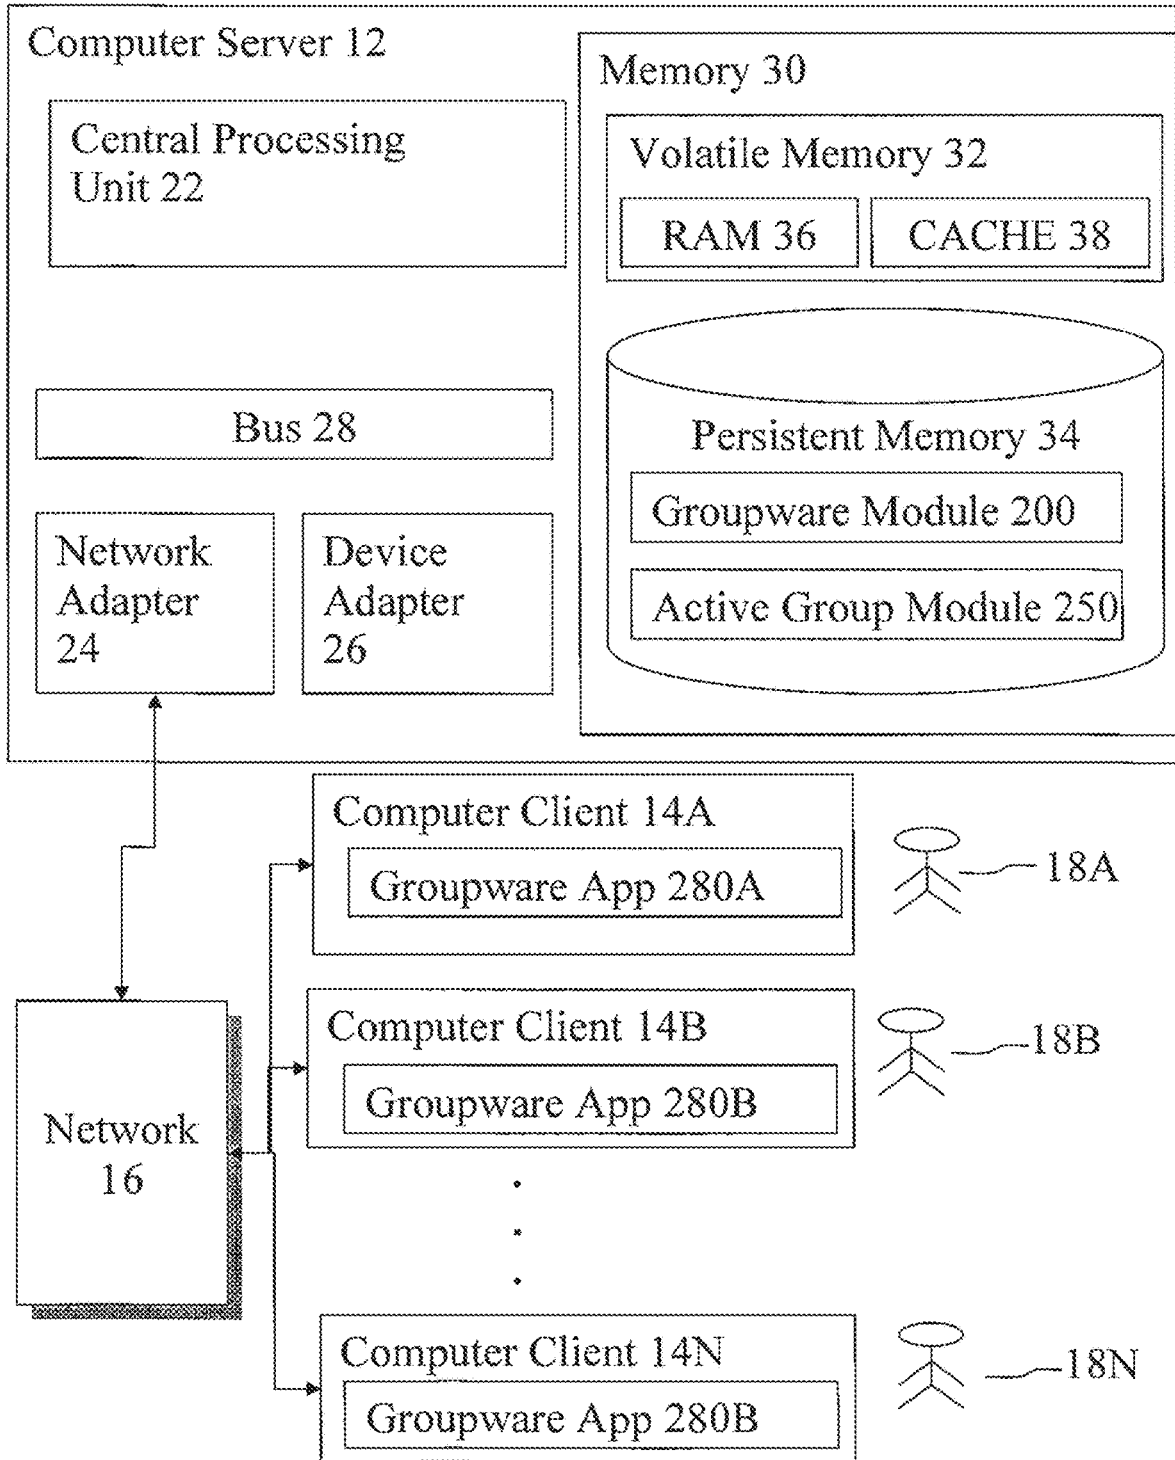 Computer Server 12
Central Processing
Unit 22
Bus 28
Network
Adapter
24
Device
Adapter
26
Memory 30
Volatile Memory 32
RAM 36
CACHE 38
Persistent Memory 34
Groupware Module 200
Active Group Module 250
Computer Client 14A
Groupware App 280A
18A
Computer Client 14B
Groupware App 280B
18B
Network
16
Computer Client 14N
Groupware App 280B
18N